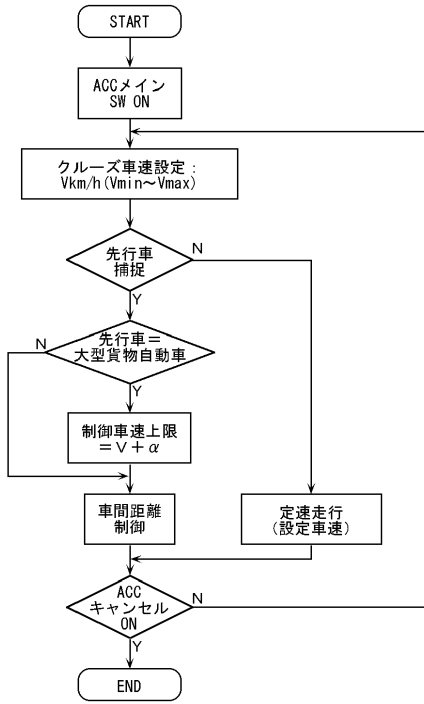 START
ACCメイン
SW ON
クルーズ車速設定：
Vkm/h(Vmin～Vmax)
先行車
捕捉
N
Y
先行車＝
大型貨物自動車
N
Y
制御車速上限
＝V＋α
車間距離
制御
定速走行
(設定車速)
ACC
キャンセル
ON
N
Y
END